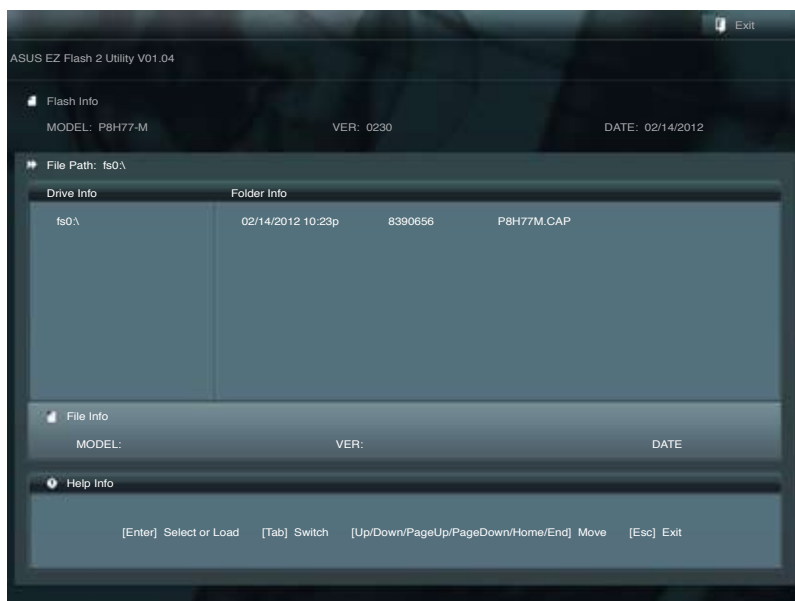 Exit
ASUS EZ Flash 2 Utility V01.04
Flash Info
MODEL: P8H77-M VER: 0230 DATE: 02/14/2012
File Path: fs0:\
Drive Info Folder Info
fs0:\ 02/14/2012 10:23p 8390656 P8H77M.CAP
File Info
MODEL: VER: DATE
Help Info
[Enter] Select or Load [Tab] Switch [Up/Down/PageUp/PageDown/Home/End] Move [Esc] Exit